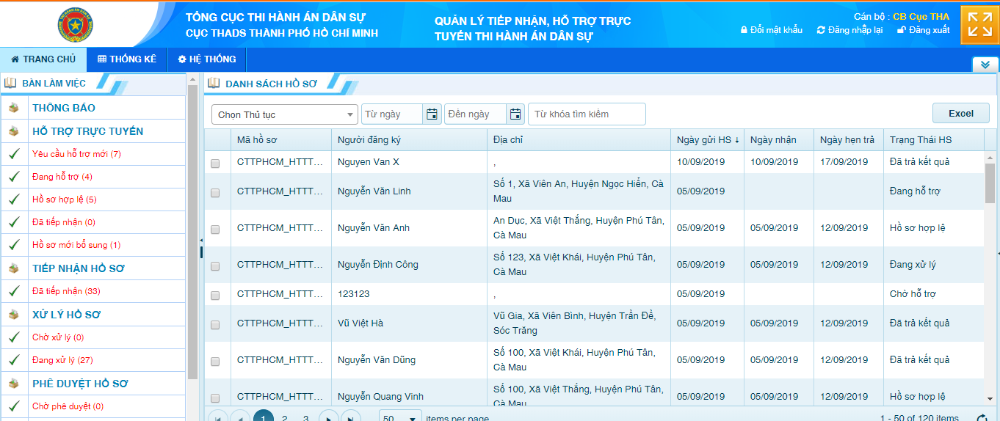 TỔNG CỤC THI HÀNH ÁN DÂN SỰ
CỤC THADS THÀNH PHỐ HỒ CHÍ MINH
QUẢN LÝ TIẾP NHẬN, HỖ TRỢ TRỰC
TUYẾN THI HÀNH ÁN DÂN SỰ
Cán bộ : CB Cục THA
Đổi mật khẩu Đăng nhập lại Đăng xuất
TRANG CHỦ THỐNG KÊ HỆ THỐNG
BÀN LÀM VIỆC
THÔNG BÁO
HỖ TRỢ TRỰC TUYẾN
Yêu cầu hỗ trợ mới (7)
Đang hỗ trợ (4)
Hồ sơ hợp lệ (5)
Đã tiếp nhận (0)
Hồ sơ mới bổ sung (1)
TIẾP NHẬN HỒ SƠ
Đã tiếp nhận (33)
XỬ LÝ HỒ SƠ
Chờ xử lý (0)
Đang xử lý (27)
PHÊ DUYỆT HỒ SƠ
Chờ phê duyệt (0)
DANH SÁCH HỒ SƠ
Chọn Thủ tục Từ ngày Đến ngày Từ khóa tìm kiếm Excel
Mã hồ sơ Người đăng ký Địa chỉ Ngày gửi HS Ngày nhận Ngày hẹn trả Trạng Thái HS
CTTPHCM_HTTT... Nguyen Van X , 10/09/2019 10/09/2019 17/09/2019 Đã trả kết quả
CTTPHCM_HTTT... Nguyễn Văn Linh Số 1, Xã Viên An, Huyện Ngọc Hiển, Cà
Mau 05/09/2019 Đang hỗ trợ
CTTPHCM_HTTT... Nguyễn Văn Anh An Dục, Xã Việt Thắng, Huyện Phú Tân,
Cà Mau 05/09/2019 05/09/2019 12/09/2019 Hồ sơ hợp lệ
CTTPHCM_HTTT... Nguyễn Định Công Số 123, Xã Việt Khái, Huyện Phú Tân,
Cà Mau 05/09/2019 05/09/2019 12/09/2019 Đang xử lý
CTTPHCM_HTTT... 123123 , 05/09/2019 Chờ hỗ trợ
CTTPHCM_HTTT... Vũ Việt Hà Vũ Gia, Xã Viên Bình, Huyện Trần Đề,
Sóc Trăng 05/09/2019 05/09/2019 12/09/2019 Đã trả kết quả
CTTPHCM_HTTT... Nguyễn Văn Dũng Số 100, Xã Việt Khái, Huyện Phú Tân,
Cà Mau 05/09/2019 05/09/2019 12/09/2019 Đã trả kết quả
CTTPHCM_HTTT... Nguyễn Quang Vinh Số 100, Xã Việt Thắng, Huyện Phú Tân,
Cà Mau 05/09/2019 05/09/2019 12/09/2019 Hồ sơ hợp lệ
1 2 3 50 items per page 1 - 50 of 120 items